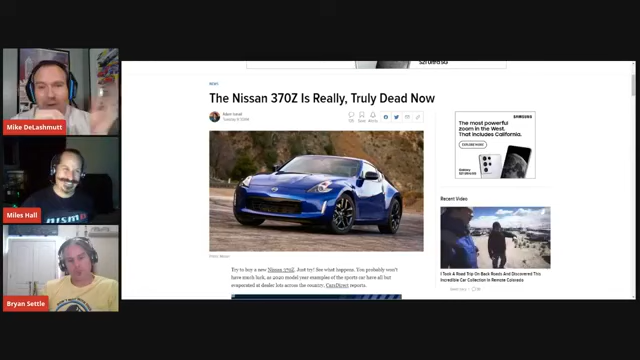 NEWS
The Nissan 370Z Is Really, Truly Dead Now
Try to buy a new Nissan 370Z. Just try! See what happens. You probably won't
have much luck, as 2020 model year examples of the sports car have all but
evaporated at dealer lots across the country, CarsDirect reports.
SAMSUNG
The most powerful
zoom in the West.
That includes California.
Galaxy
Recent Video
I Took A Road Trip On Back Roads And Discovered This
Incredible Car Collection In Remote Colorado
Mike DeLashmutt
nismo
Miles Hall
Bryan Settle